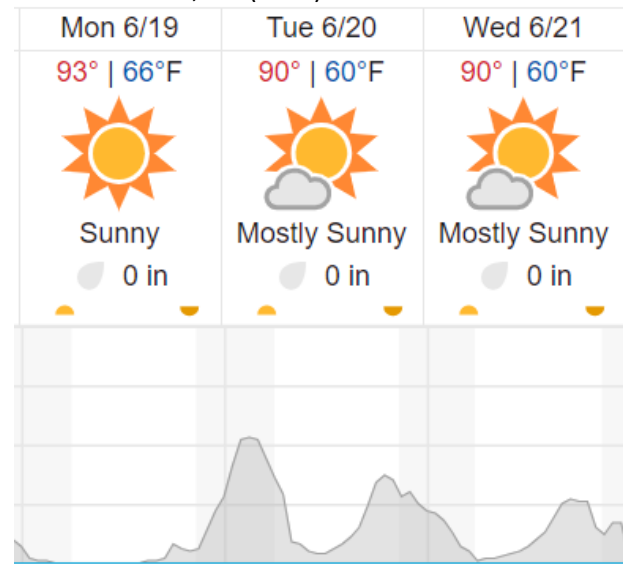 Mon 6/19 Tue 6/20 Wed 6/21
93° | 66°F 90° | 60°F 90° | 60°F
Sunny Mostly Sunny Mostly Sunny
0 in 0 in 0 in